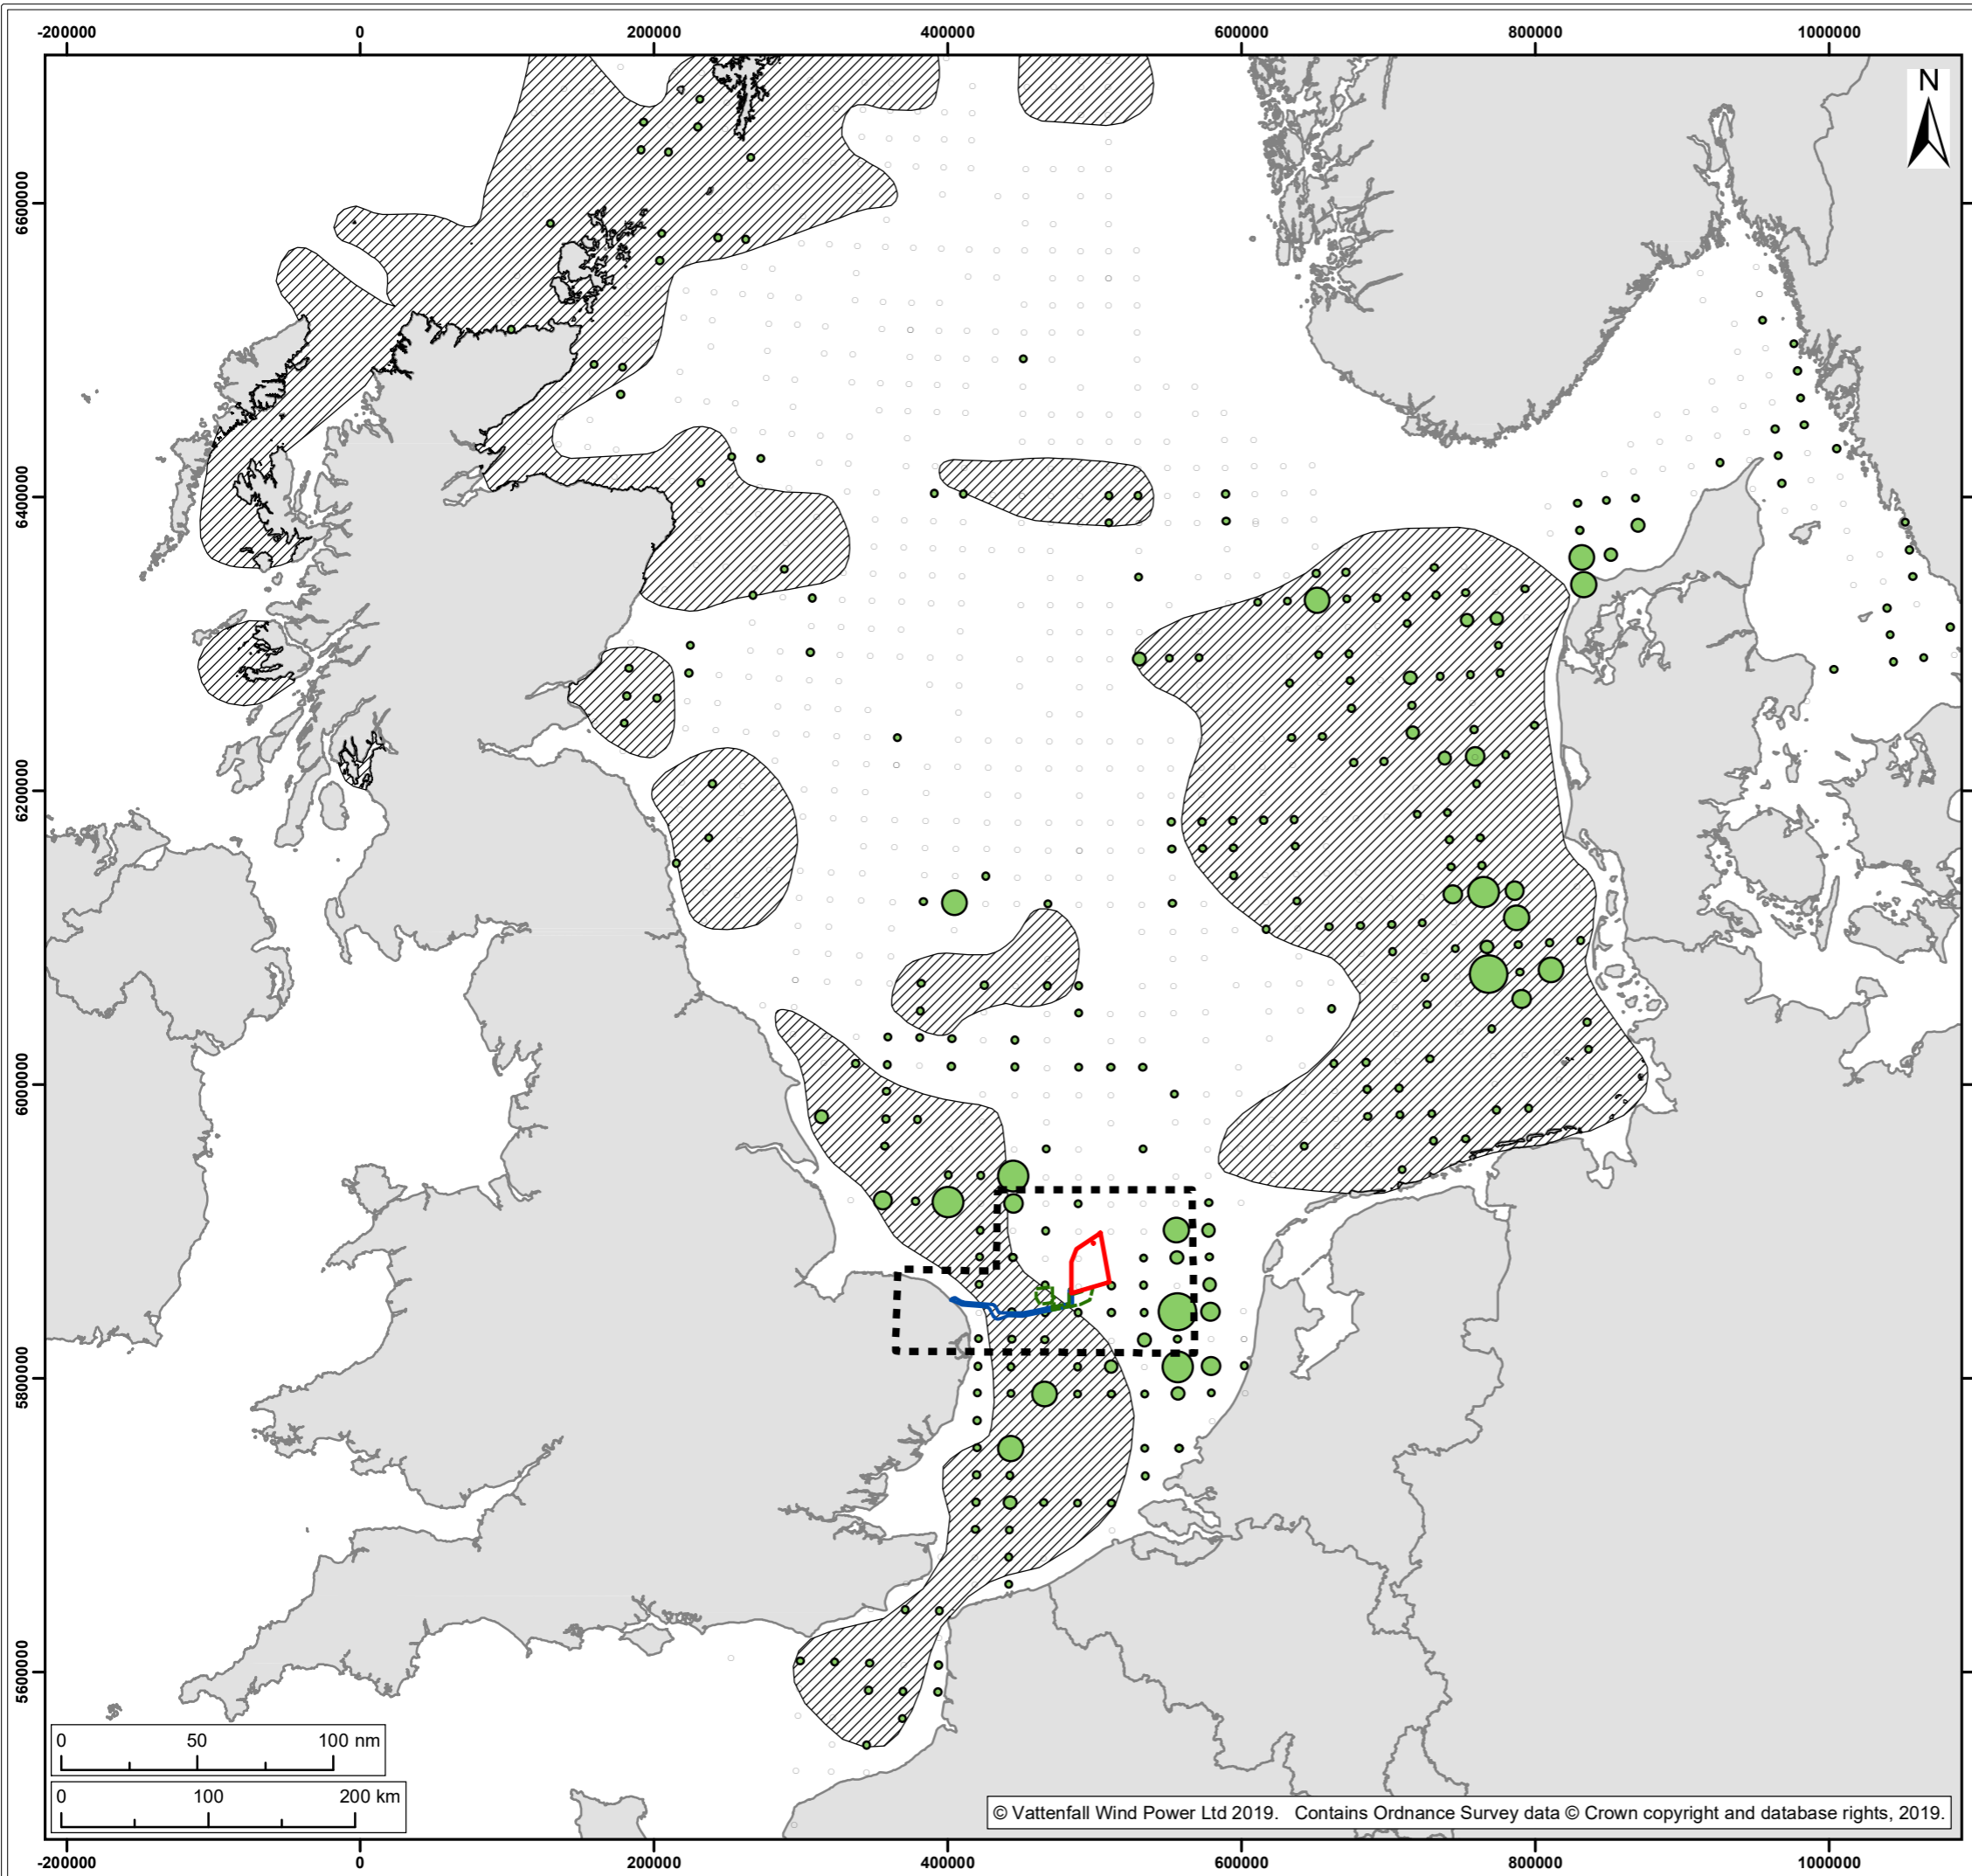 -200000 0 200000 400000 600000 800000 1000000
N
6600000
6400000
6200000
6000000
5800000
5600000
0 50 100 nm
0 100 200 km
© Vattenfall Wind Power Ltd 2019. Contains Ordnance Survey data © Crown copyright and database rights, 2019.
-200000 0 200000 400000 600000 800000 1000000